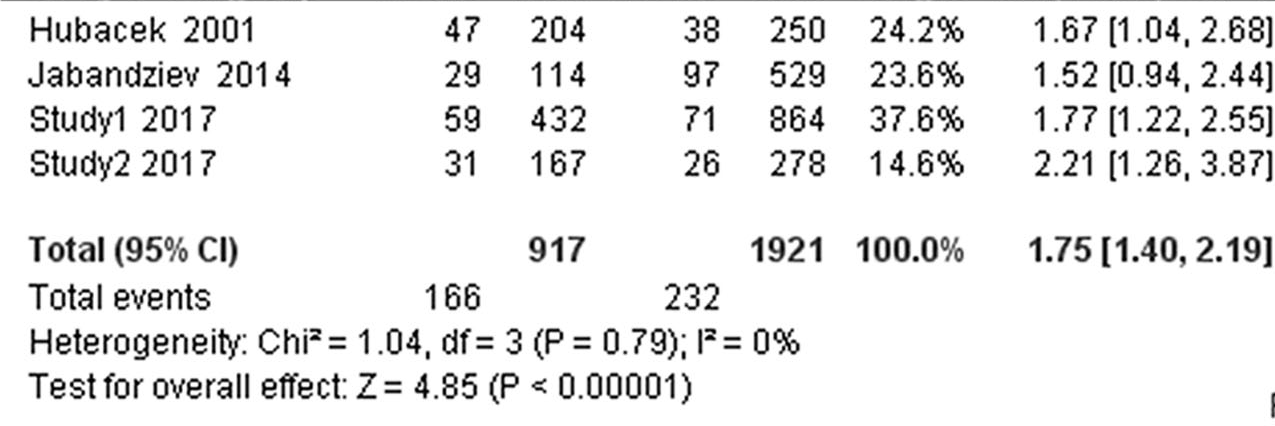 Hubacek 2001 47 204 38 250 24.2% 1.67 [1.04, 2.68]
Jabandziev 2014 29 114 97 529 23.6% 1.52 [0.94, 2.44]
Study1 2017 59 432 71 864 37.6% 1.77 [1.22, 2.55]
Study2 2017 31 167 26 278 14.6% 2.21 [1.26, 3.87]
Total (95% CI) 917 1921 100.0% 1.75 [1.40, 2.19]
Total events 166 232
Heterogeneity: Chi² = 1.04, df = 3 (P = 0.79); I² = 0%
Test for overall effect: Z = 4.85 (P < 0.00001)